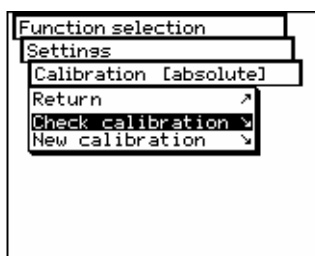 Function selection
Settings
Calibration [absolute]
Return ↗
Check calibration ↘
New calibration ↘